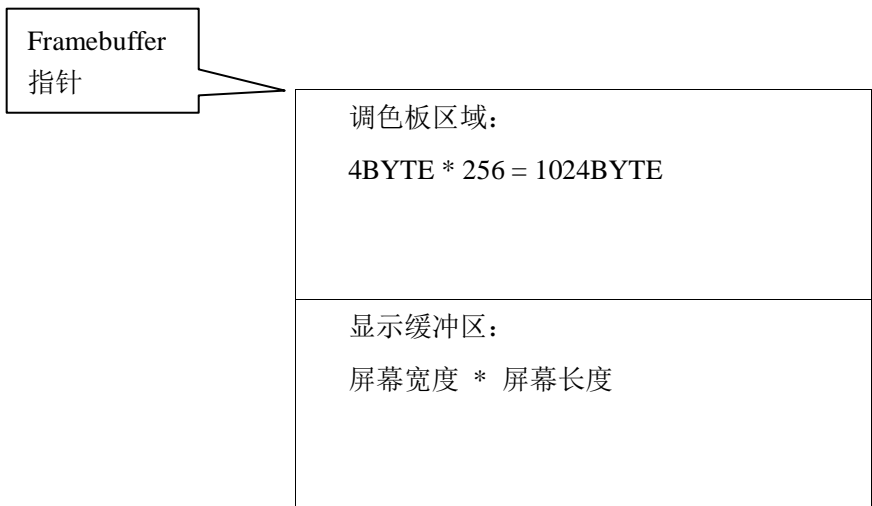 Framebuffer
指针
调色板区域：
4BYTE * 256 = 1024BYTE
显示缓冲区：
屏幕宽度 * 屏幕长度